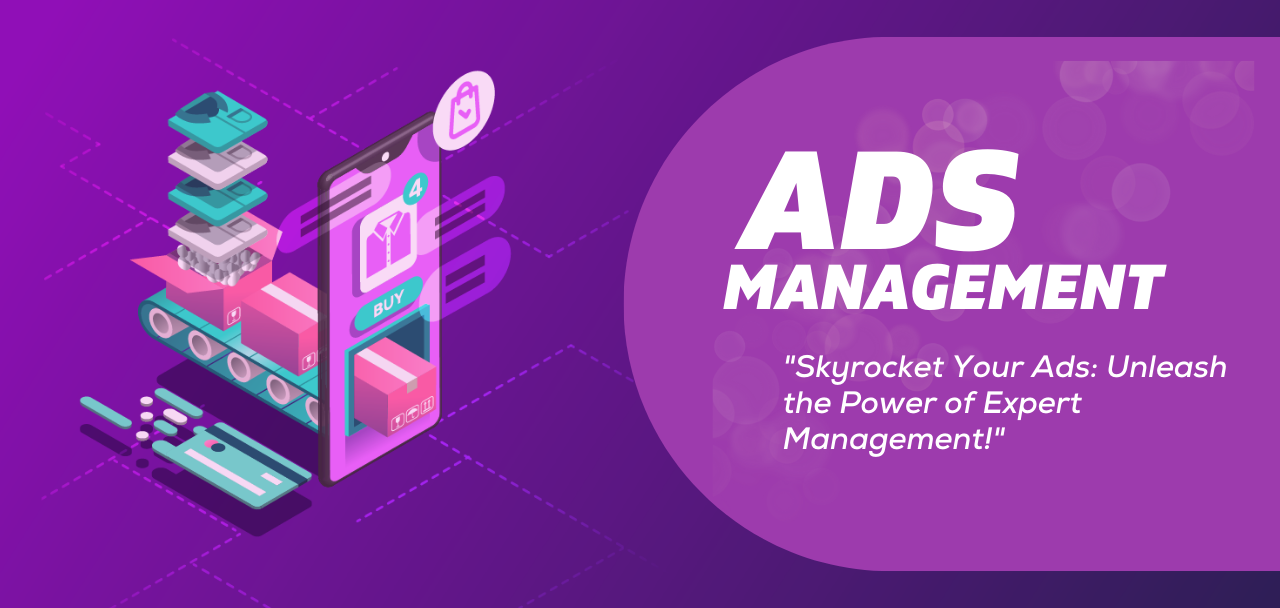 4
BUY
ADS
MANAGEMENT
"Skyrocket Your Ads: Unleash
the Power of Expert
Management!"